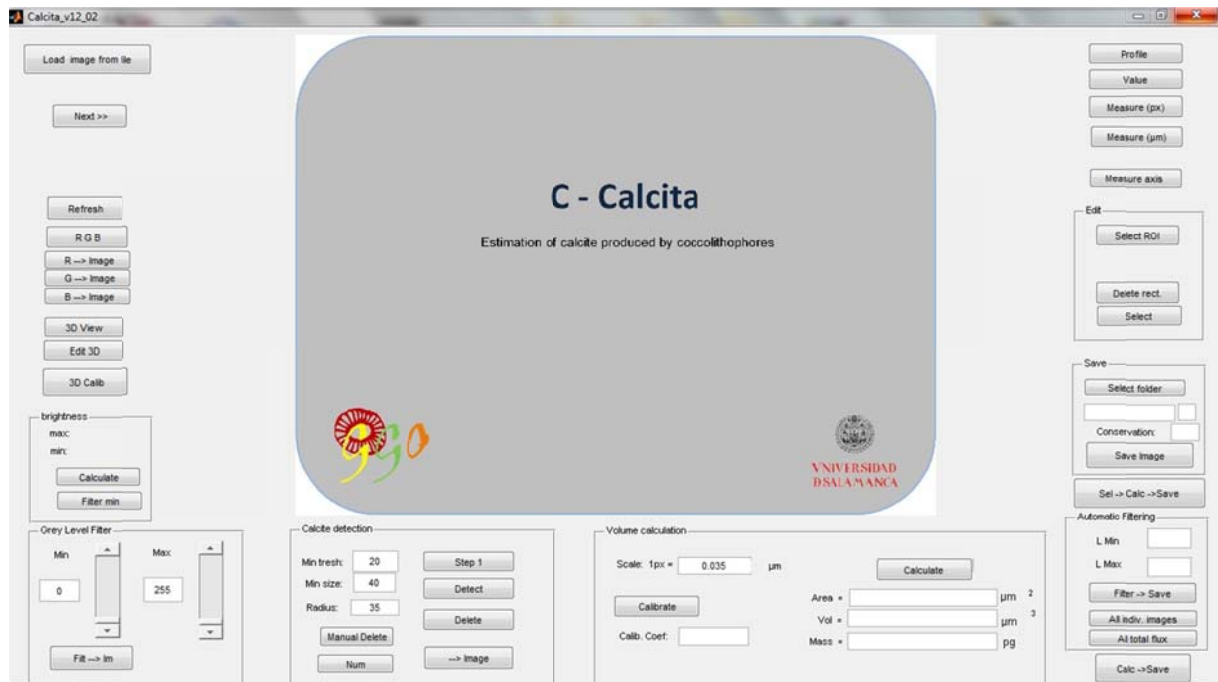 Calcita_v12_02
Load image from lie
Next >>
Refresh
R G B
R --> Image
G --> Image
B --> Image
3D View
Edit 3D
3D Calib
brightness
max:
min:
Calculate
Filter min
Grey Level Filter
Min
Max
0
255
Filt --> Im
C - Calcita
Estimation of calcite produced by coccolithophores
ggo
VNIVERSIDAD
D SALAMANCA
Calcite detection
Min tresh: 20
Min size: 40
Radius: 35
Manual Delete
Num
Step 1
Detect
Delete
--> Image
Volume calculation
Scale: 1px = 0.035 µm
Calibrate
Calib. Coef:
Calculate
Area = µm 2
Vol = µm 3
Mass = pg
Profile
Value
Measure (px)
Measure (µm)
Measure axis
Edit
Select ROI
Delete rect.
Select
Save
Select folder
Conservation:
Save Image
Sel -> Calc ->Save
Automatic Filtering
L Min
L Max
Filter -> Save
All indiv. images
Al total flux
Calc ->Save